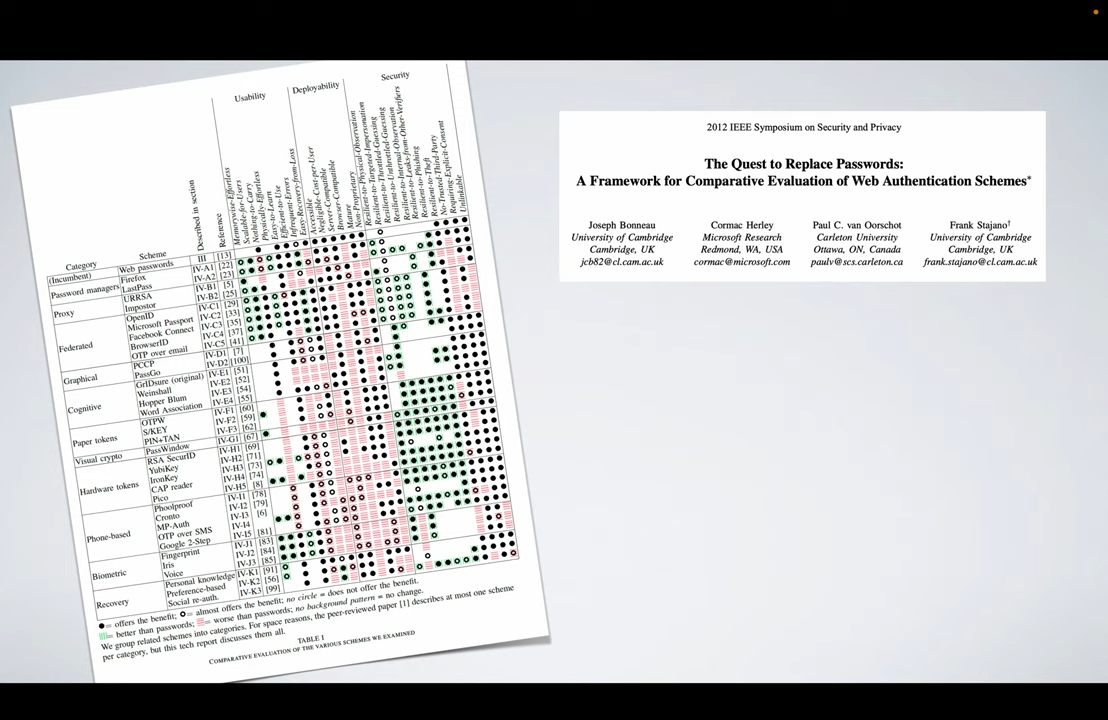 Usability
Deployability
Security
Memorywise-Effortless
Scalable-for-Users
Nothing-to-Carry
Physically-Effortless
Easy-to-Learn
Efficient-to-Use
Infrequent-Errors
Easy-Recovery-from-Loss
Accessible
Negligible-Cost-per-User
Server-Compatible
Browser-Compatible
Mature
Non-Proprietary
Resilient-to-Physical-Observation
Resilient-to-Targeted-Impersonation
Resilient-to-Throttled-Guessing
Resilient-to-Unthrottled-Guessing
Resilient-to-Internal-Observation
Resilient-to-Leaks-from-Other-Verifiers
Resilient-to-Phishing
Resilient-to-Theft
No-Trusted-Third-Party
Requiring-Explicit-Consent
Unlinkable
Category Scheme Described in section Reference
(Incumbent) Web passwords III [13]
Password managers Firefox IV-A1 [22]
LastPass IV-A2 [23]
Proxy URRSA IV-B1 [5]
Impostor IV-B2 [25]
Federated OpenID IV-C1 [29]
Microsoft Passport IV-C2 [33]
Facebook Connect IV-C3 [35]
BrowserID IV-C4 [37]
OTP over email IV-C5 [41]
Graphical PCCP IV-D1 [7]
PassGo IV-D2 [100]
Cognitive GrIDsure (original) IV-E1 [51]
Weinshall IV-E2 [52]
Hopper Blum IV-E3 [54]
Word Association IV-E4 [55]
Paper tokens OTPW IV-F1 [60]
S/KEY IV-F2 [59]
PIN+TAN IV-F3 [62]
Visual crypto PassWindow IV-G1 [67]
Hardware tokens RSA SecurID IV-H1 [69]
YubiKey IV-H2 [71]
IronKey IV-H3 [73]
CAP reader IV-H4 [74]
Pico IV-H5 [8]
Phone-based Phoolproof IV-I1 [78]
Cronto IV-I2 [79]
MP-Auth IV-I3 [6]
OTP over SMS IV-I4
Google 2-Step IV-I5 [81]
Biometric Fingerprint IV-J1 [83]
Iris IV-J2 [84]
Voice IV-J3 [85]
Recovery Personal knowledge IV-K1 [91]
Preference-based IV-K2 [56]
Social re-auth. IV-K3 [99]
= offers the benefit; = almost offers the benefit; no circle = does not offer the benefit.
= better than passwords; = worse than passwords; no background pattern = no change.
We group related schemes into categories. For space reasons, the peer-reviewed paper [1] describes at most one scheme
per category, but this tech report discusses them all.
TABLE I
COMPARATIVE EVALUATION OF THE VARIOUS SCHEMES WE EXAMINED
2012 IEEE Symposium on Security and Privacy
The Quest to Replace Passwords:
A Framework for Comparative Evaluation of Web Authentication Schemes*
Joseph Bonneau
University of Cambridge
Cambridge, UK
jcb82@cl.cam.ac.uk
Cormac Herley
Microsoft Research
Redmond, WA, USA
cormac@microsoft.com
Paul C. van Oorschot
Carleton University
Ottawa, ON, Canada
paulv@scs.carleton.ca
Frank Stajano†
University of Cambridge
Cambridge, UK
frank.stajano@cl.cam.ac.uk